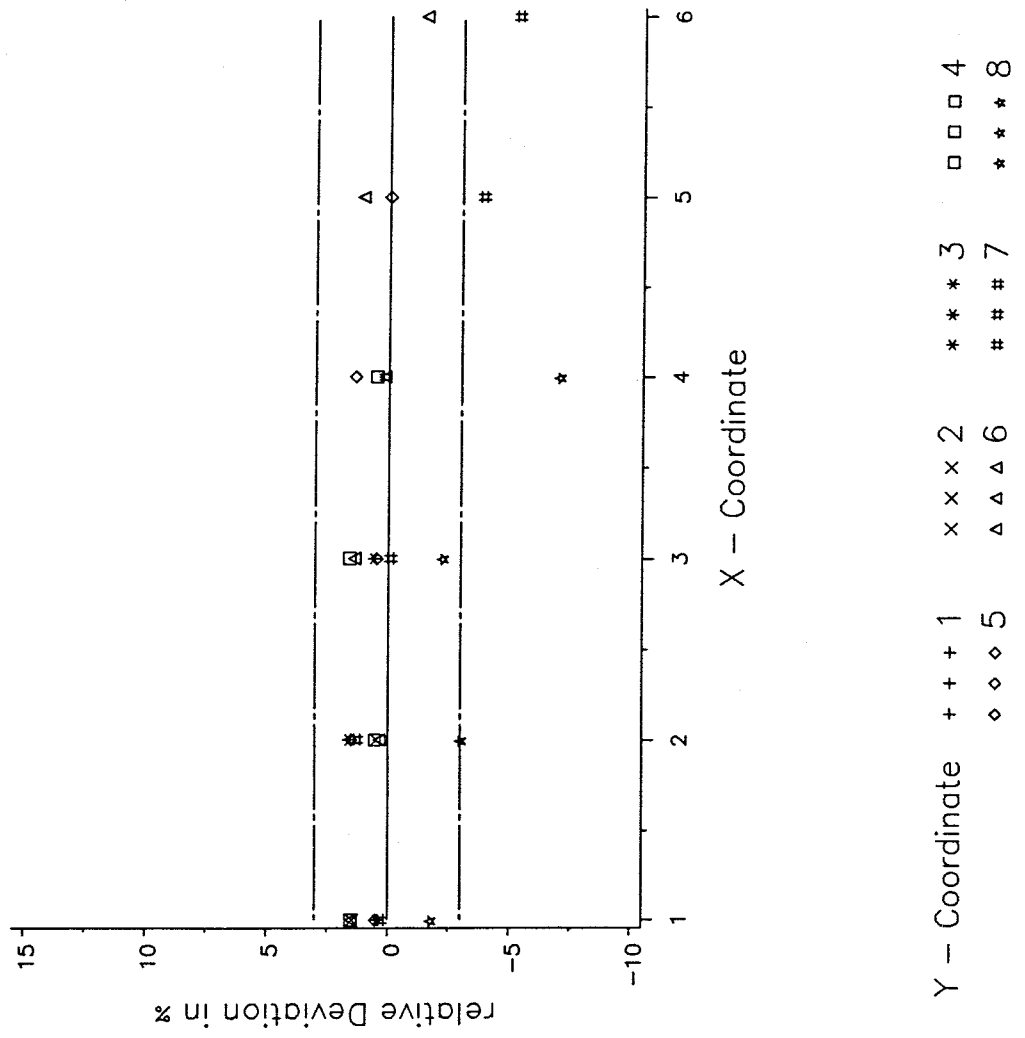 15
10
5
0
-5
-10
relative Deviation in %
1 2 3 4 5 6
X – Coordinate
Y – Coordinate + + + 1 × × × 2 * * * 3 □ □ □ 4
◇ ◇ ◇ 5 △ △ △ 6 # # # 7 ☆ ☆ ☆ 8